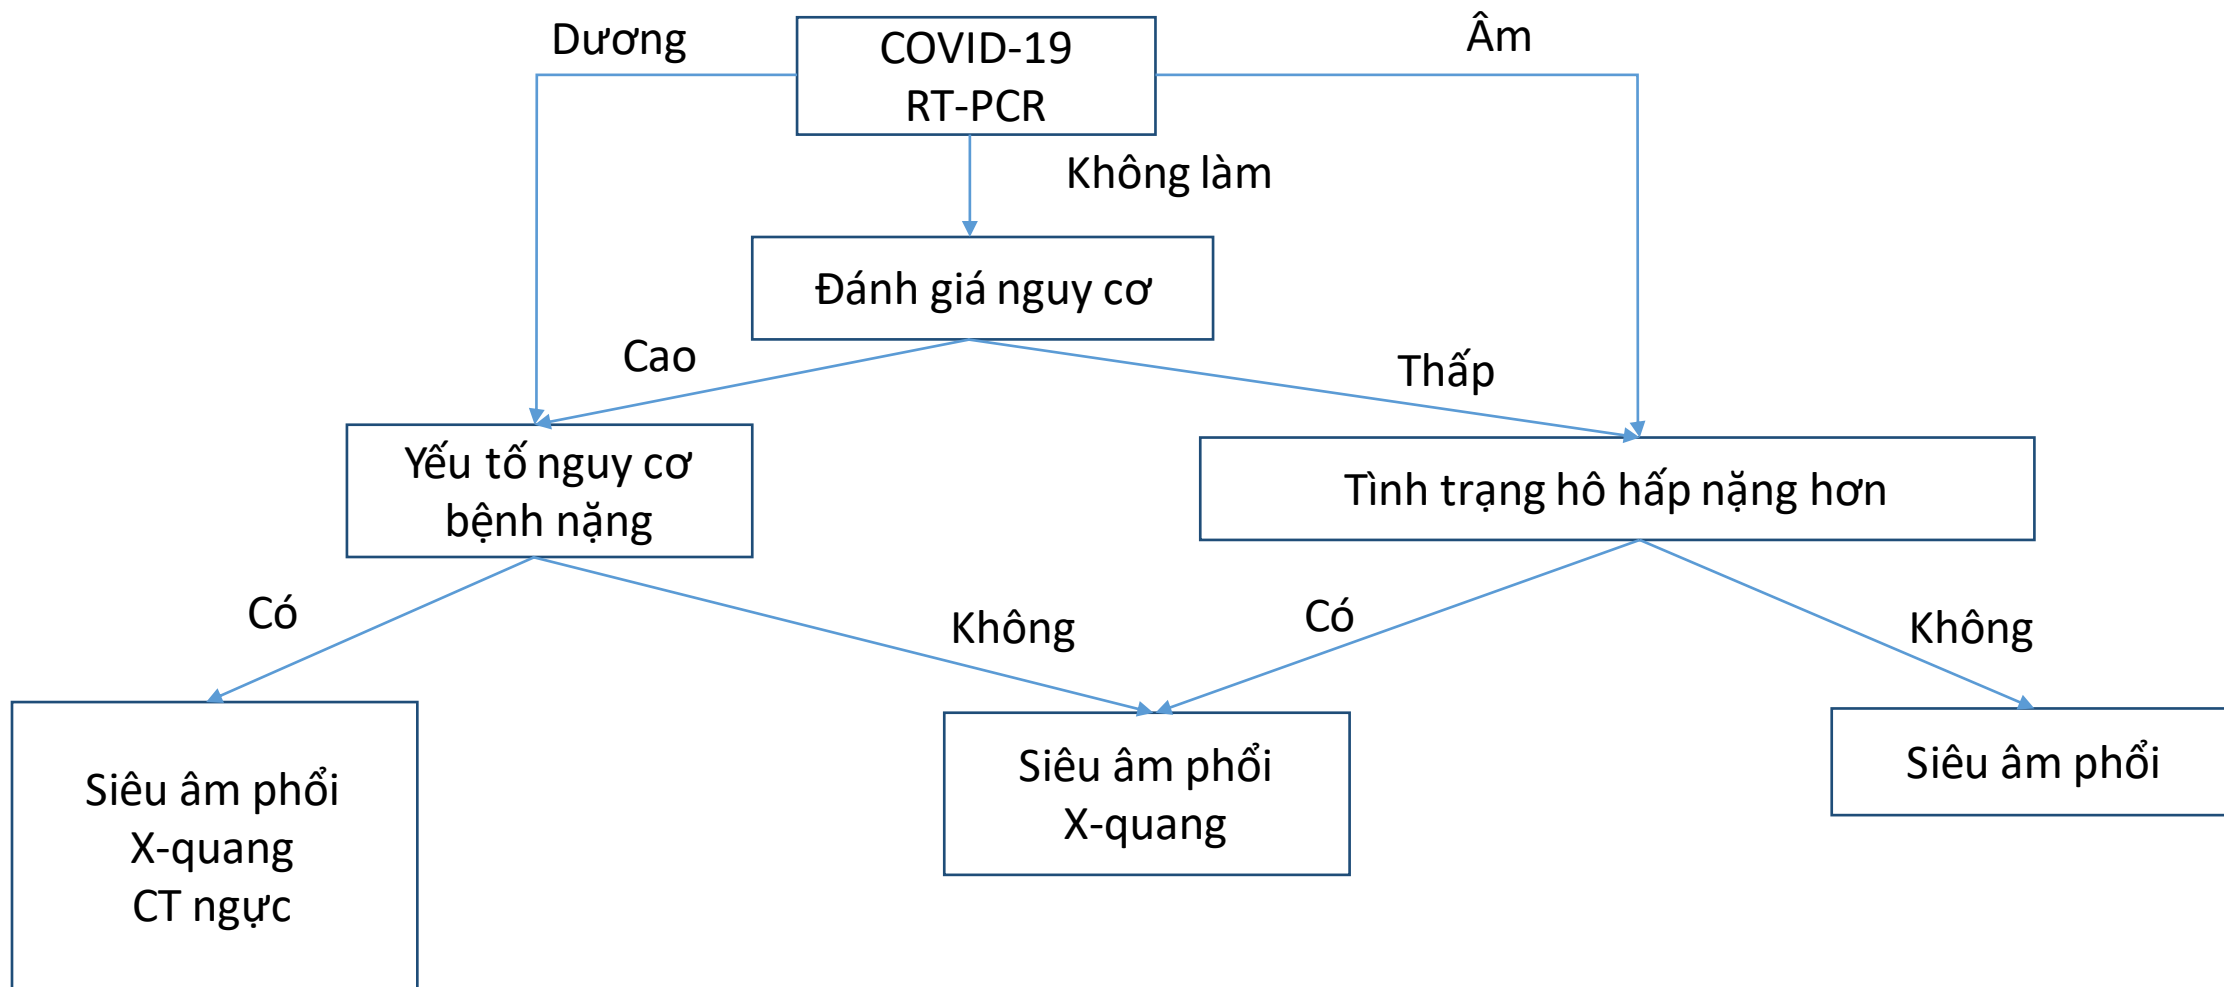 Dương
COVID-19
RT-PCR
Âm
Không làm
Đánh giá nguy cơ
Cao
Thấp
Yếu tố nguy cơ
bệnh nặng
Tình trạng hô hấp nặng hơn
Có
Không
Có
Không
Siêu âm phổi
X-quang
CT ngực
Siêu âm phổi
X-quang
Siêu âm phổi